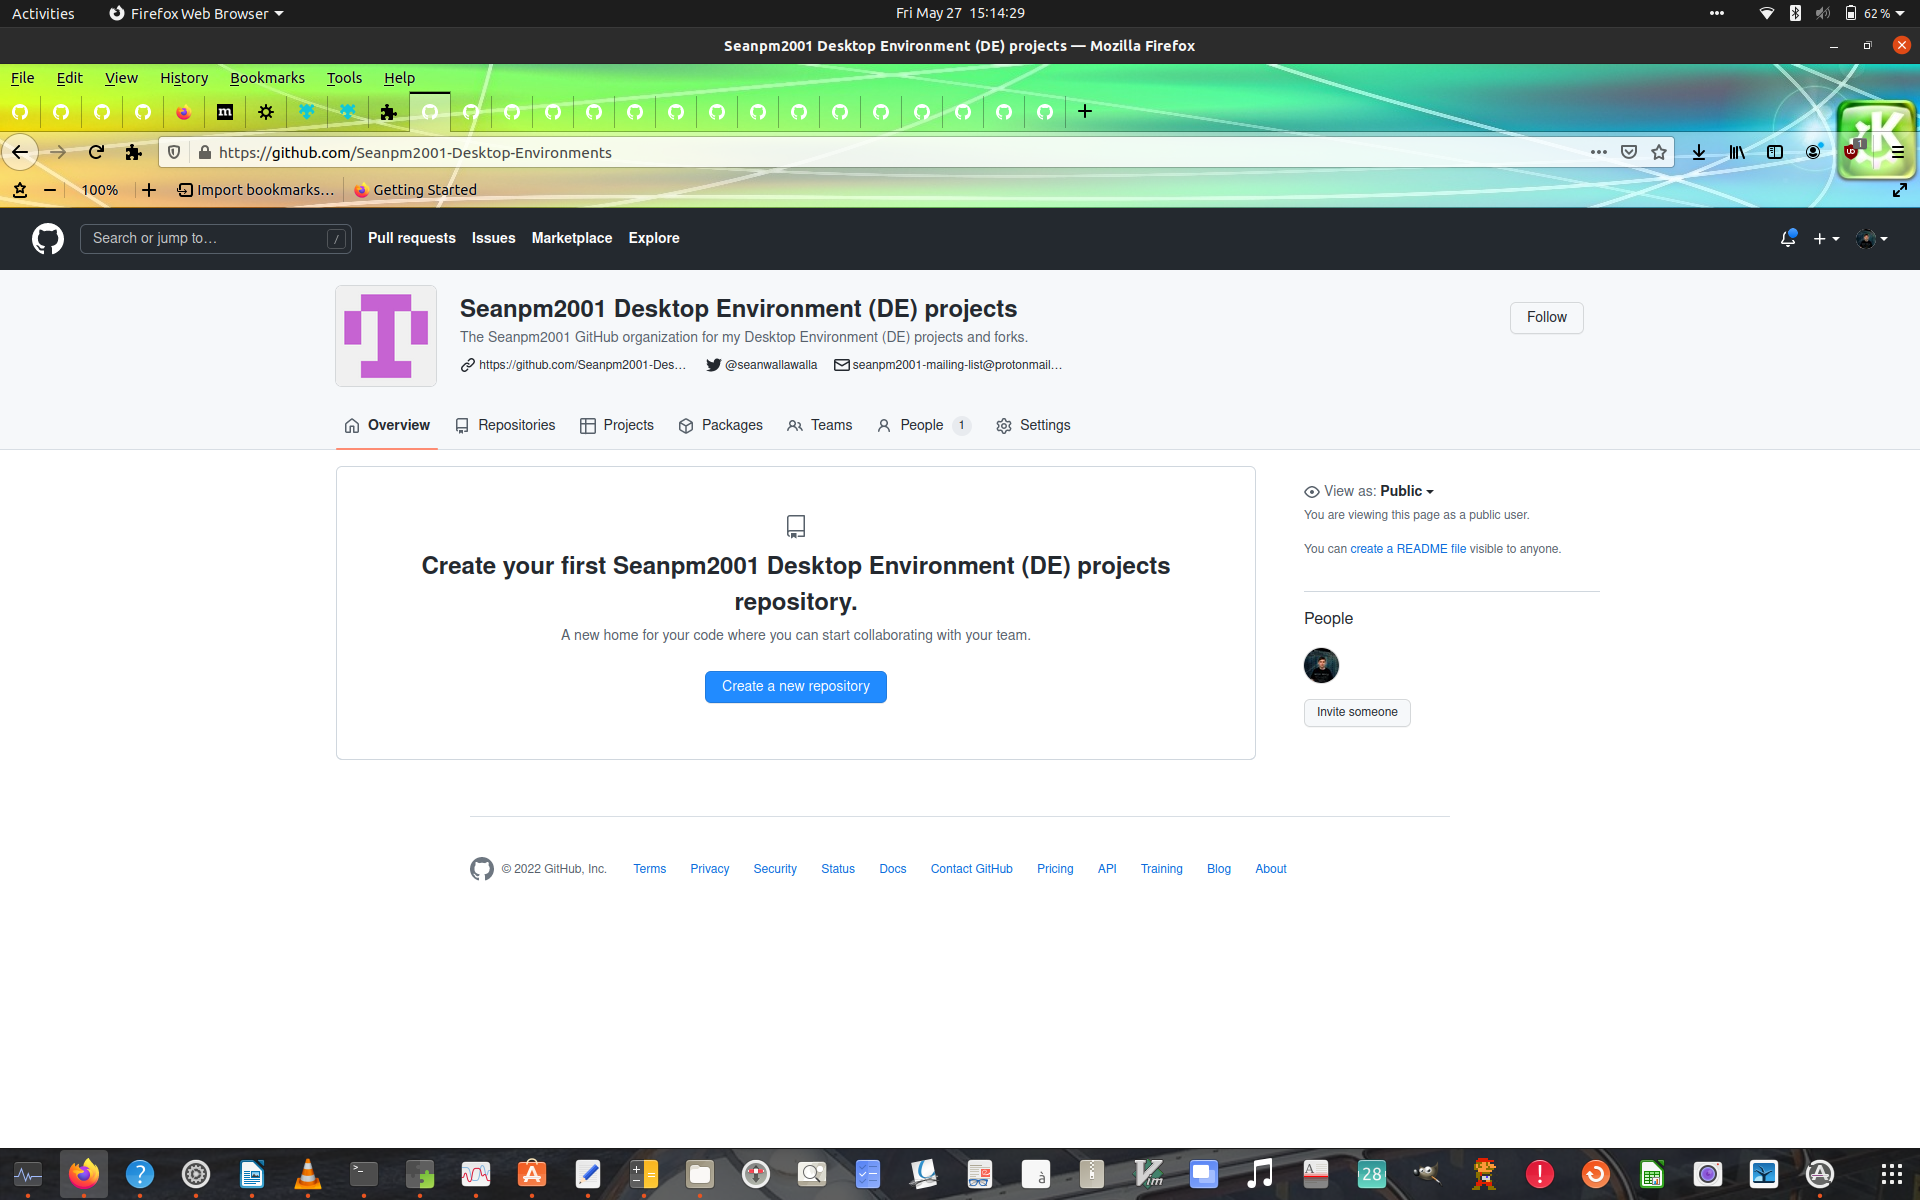 Activities Firefox Web Browser Fri May 27 15:14:29 62 %
Seanpm2001 Desktop Environment (DE) projects — Mozilla Firefox
File Edit View History Bookmarks Tools Help
https://github.com/Seanpm2001-Desktop-Environments
100% Import bookmarks… Getting Started
Search or jump to… / Pull requests Issues Marketplace Explore
Seanpm2001 Desktop Environment (DE) projects
The Seanpm2001 GitHub organization for my Desktop Environment (DE) projects and forks.
Follow
https://github.com/Seanpm2001-Des… @seanwallawalla seanpm2001-mailing-list@protonmail…
Overview Repositories Projects Packages Teams People 1 Settings
View as: Public
You are viewing this page as a public user.
You can create a README file visible to anyone.
Create your first Seanpm2001 Desktop Environment (DE) projects
repository.
A new home for your code where you can start collaborating with your team.
Create a new repository
People
Invite someone
© 2022 GitHub, Inc. Terms Privacy Security Status Docs Contact GitHub Pricing API Training Blog About
28